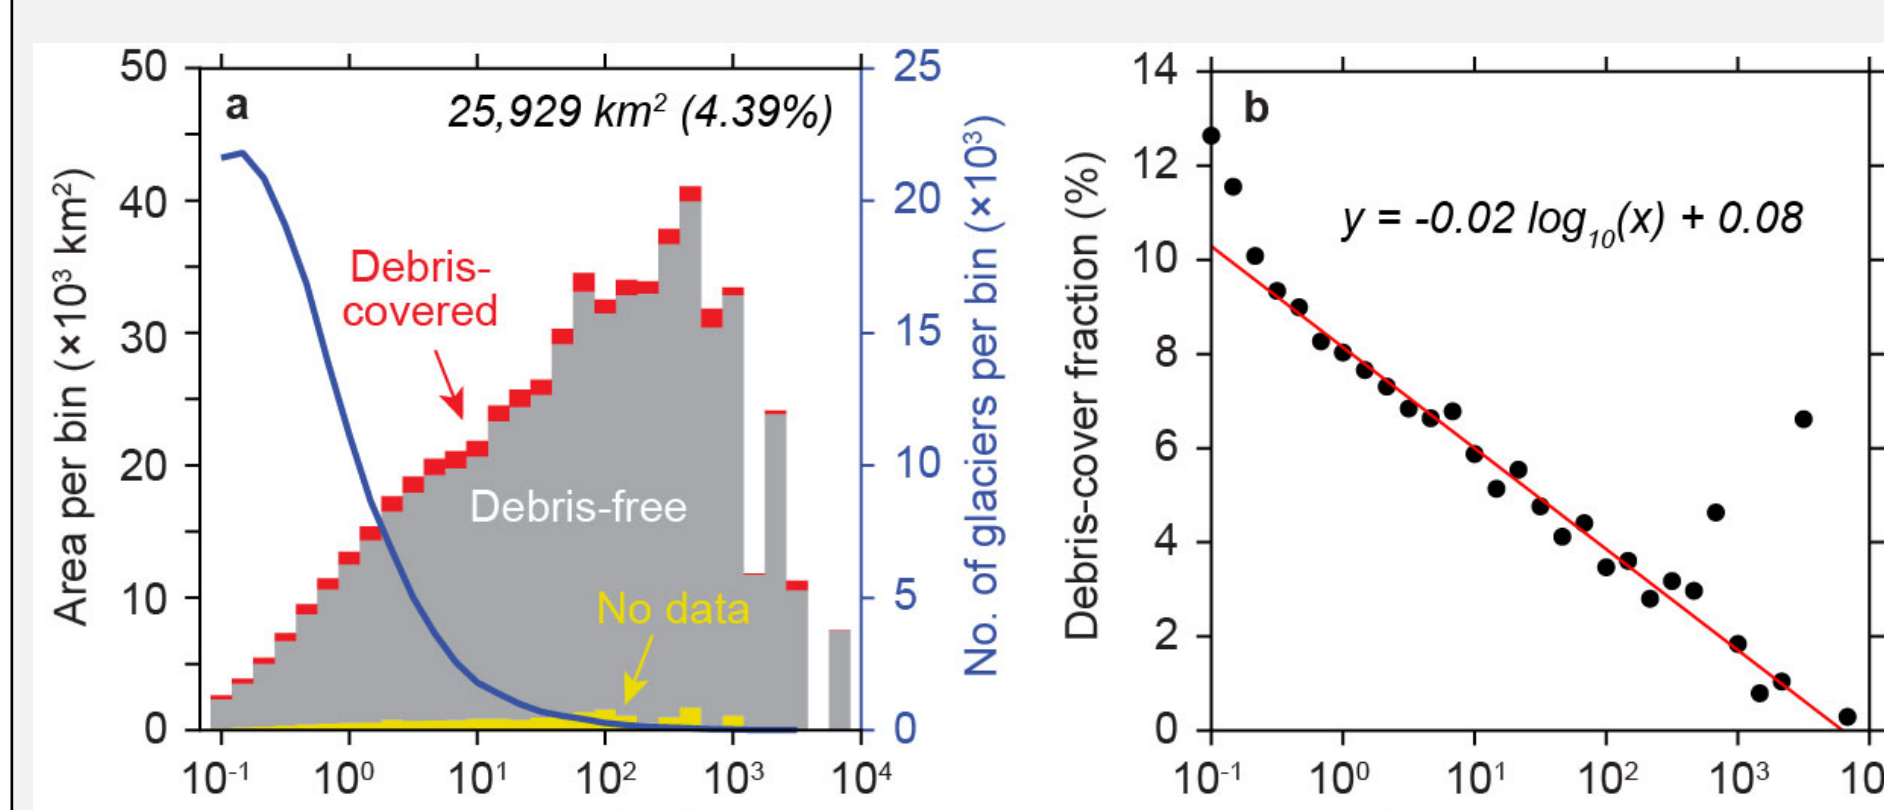 50
40
30
20
10
0
Area per bin (×10³ km²)
a
25,929 km² (4.39%)
Debris-
covered
Debris-free
No data
25
20
15
10
5
0
No. of glaciers per bin (×10³)
10⁻¹ 10⁰ 10¹ 10² 10³ 10⁴
14
12
10
8
6
4
2
0
Debris-cover fraction (%)
b
y = -0.02 log₁₀(x) + 0.08
10⁻¹ 10⁰ 10¹ 10² 10³ 10